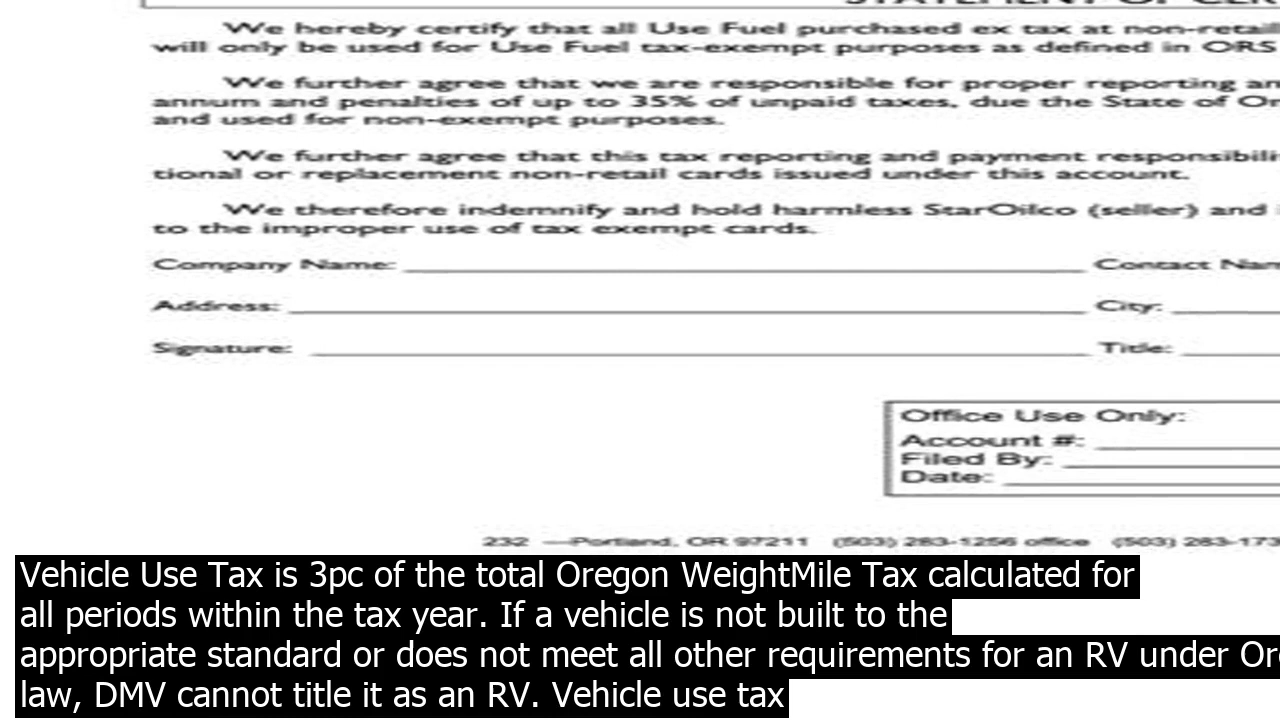 We hereby certify that all Use Fuel purchased ex tax at non-retail
will only be used for Use Fuel tax-exempt purposes as defined in ORS
We further agree that we are responsible for proper reporting
annum and penalties of up to 35% of unpaid taxes, due the State of
and used for non-exempt purposes.
We further agree that this tax reporting and payment
tional or replacement non-retail cards issued under this account.
We therefore indemnify and hold harmless StarOilco (seller) and
to the improper use of tax exempt cards.
Company Name: Contact
Address: City:
Signature: Title:
Office Use Only:
Account #:
Filed By:
Date:
232 —Portland, OR 97211 (503) 283-1256 office (503)
Vehicle Use Tax is 3pc of the total Oregon WeightMile Tax calculated for
all periods within the tax year. If a vehicle is not built to the
appropriate standard or does not meet all other requirements for an RV under
law, DMV cannot title it as an RV. Vehicle use tax